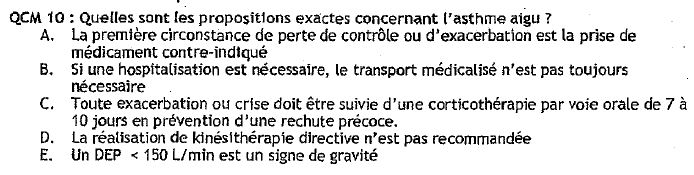 QCM 10 : Quelles sont les propositions exactes concernant l'asthme aigu ?
A. La première circonstance de perte de contrôle ou d'exacerbation est la prise de
médicament contre-indiqué
B. Si une hospitalisation est nécessaire, le transport médicalisé n'est pas toujours
nécessaire
C. Toute exacerbation ou crise doit être suivie d'une corticothérapie par voie orale de 7 à
10 jours en prévention d'une rechute précoce.
D. La réalisation de kinésithérapie directive n'est pas recommandée
E. Un DEP < 150 L/min est un signe de gravité